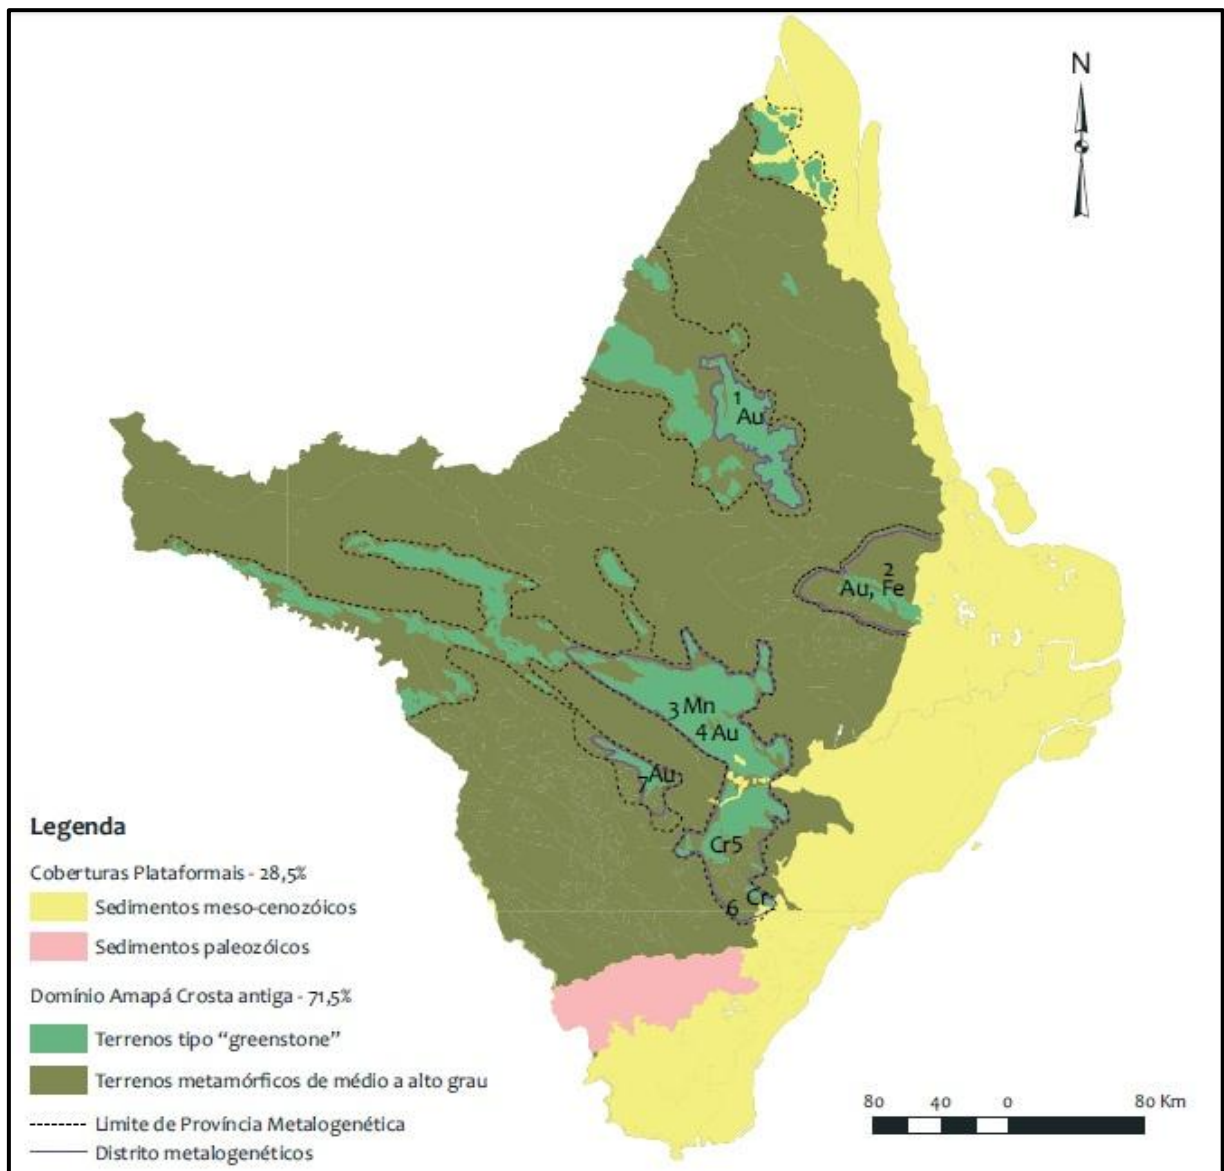 N
1
Au
2
Au, Fe
3 Mn
4 Au
7 Au
Cr5
Cr
6
Legenda
Coberturas Plataformais - 28,5%
Sedimentos meso-cenozóicos
Sedimentos paleozóicos
Domínio Amapá Crosta antiga - 71,5%
Terrenos tipo “greenstone”
Terrenos metamórficos de médio a alto grau
Limite de Província Metalogenética
Distrito metalogenéticos
80 40 0 80 Km